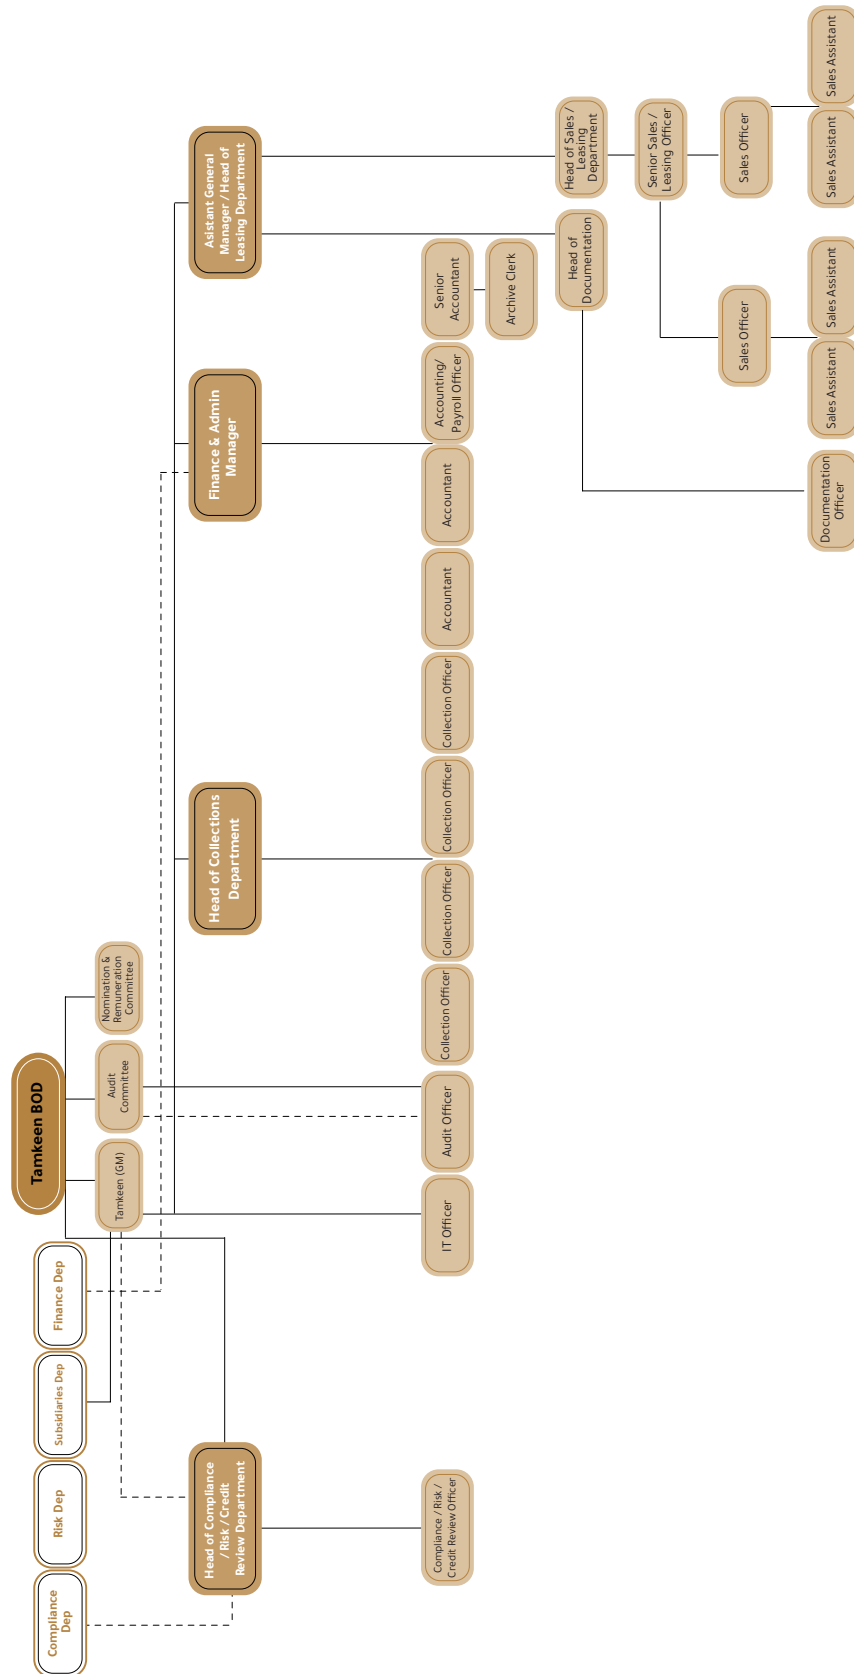 Tamkeen BOD
Compliance
Dep
Risk Dep
Subsidiaries Dep
Finance Dep
Tamkeen (GM)
Audit
Committee
Nomination &
Remuneration
Committee
Head of Compliance
/ Risk / Credit
Review Department
Head of Collections
Department
Finance & Admin
Manager
Asistant General
Manager / Head of
Leasing Department
Compliance / Risk /
Credit Review Officer
IT Officer
Audit Officer
Collection Officer
Collection Officer
Collection Officer
Collection Officer
Accountant
Accountant
Accounting/
Payroll Officer
Senior
Accountant
Archive Clerk
Head of
Documentation
Head of Sales /
Leasing
Department
Senior Sales /
Leasing Officer
Sales Officer
Sales Officer
Documentation
Officer
Sales Assistant
Sales Assistant
Sales Assistant
Sales Assistant